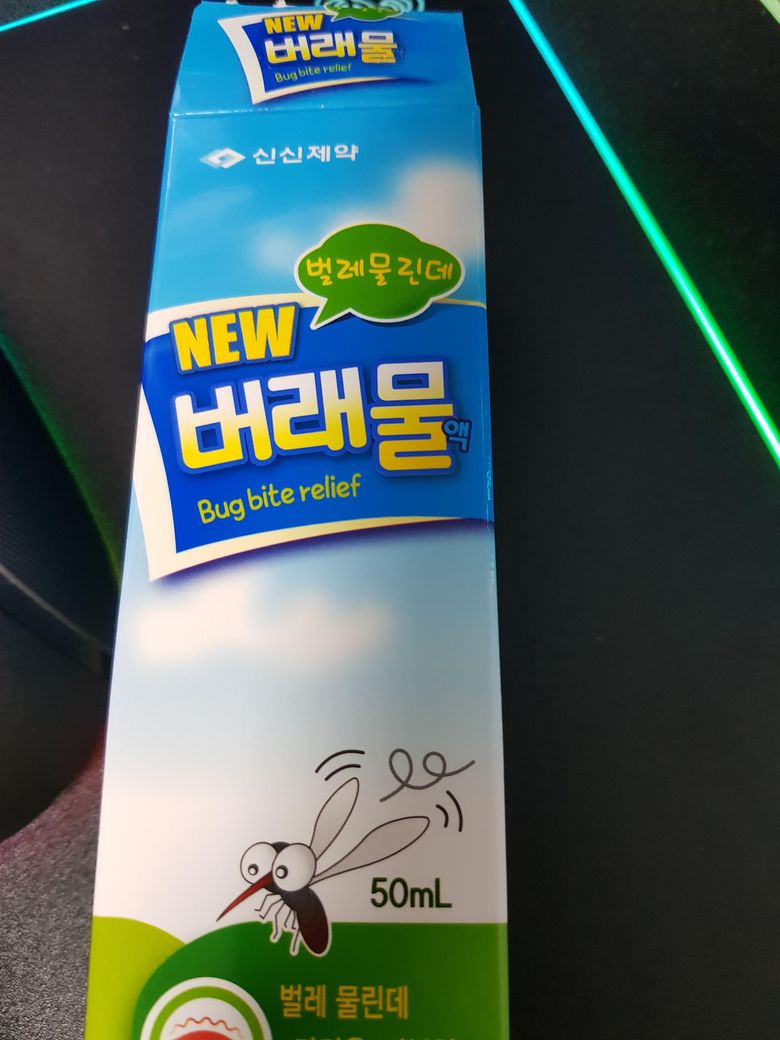 NEW
버래물
Bug bite relief
신신제약
벌레물린데
NEW
버래물액
Bug bite relief
50mL
벌레 물린데